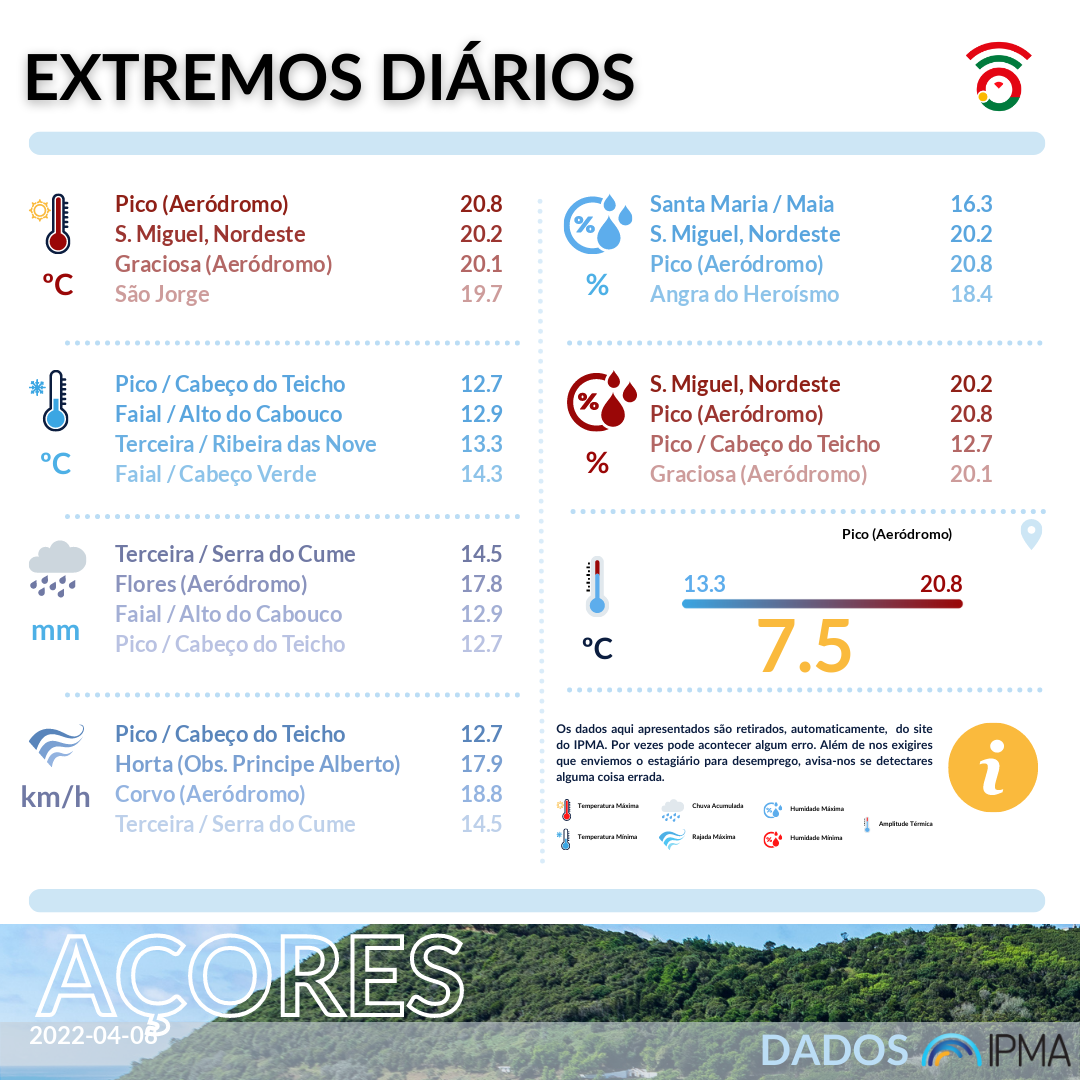 EXTREMOS DIÁRIOS
Pico (Aeródromo) 20.8
S. Miguel, Nordeste 20.2
Graciosa (Aeródromo) 20.1
São Jorge 19.7
ºC
Pico / Cabeço do Teicho 12.7
Faial / Alto do Cabouco 12.9
Terceira / Ribeira das Nove 13.3
Faial / Cabeço Verde 14.3
ºC
Terceira / Serra do Cume 14.5
Flores (Aeródromo) 17.8
Faial / Alto do Cabouco 12.9
Pico / Cabeço do Teicho 12.7
mm
Pico / Cabeço do Teicho 12.7
Horta (Obs. Principe Alberto) 17.9
Corvo (Aeródromo) 18.8
Terceira / Serra do Cume 14.5
km/h
%
Santa Maria / Maia 16.3
S. Miguel, Nordeste 20.2
Pico (Aeródromo) 20.8
Angra do Heroísmo 18.4
%
%
S. Miguel, Nordeste 20.2
Pico (Aeródromo) 20.8
Pico / Cabeço do Teicho 12.7
Graciosa (Aeródromo) 20.1
%
Pico (Aeródromo)
13.3 20.8
7.5
ºC
Os dados aqui apresentados são retirados, automaticamente, do site
do IPMA. Por vezes pode acontecer algum erro. Além de nos exigires
que enviemos o estagiário para desemprego, avisa-nos se detectares
alguma coisa errada.
i
Temperatura Máxima
Chuva Acumulada
Humidade Máxima
Amplitude Térmica
Temperatura Mínima
Rajada Máxima
Humidade Mínima
AÇORES
2022-04-08
DADOS IPMA